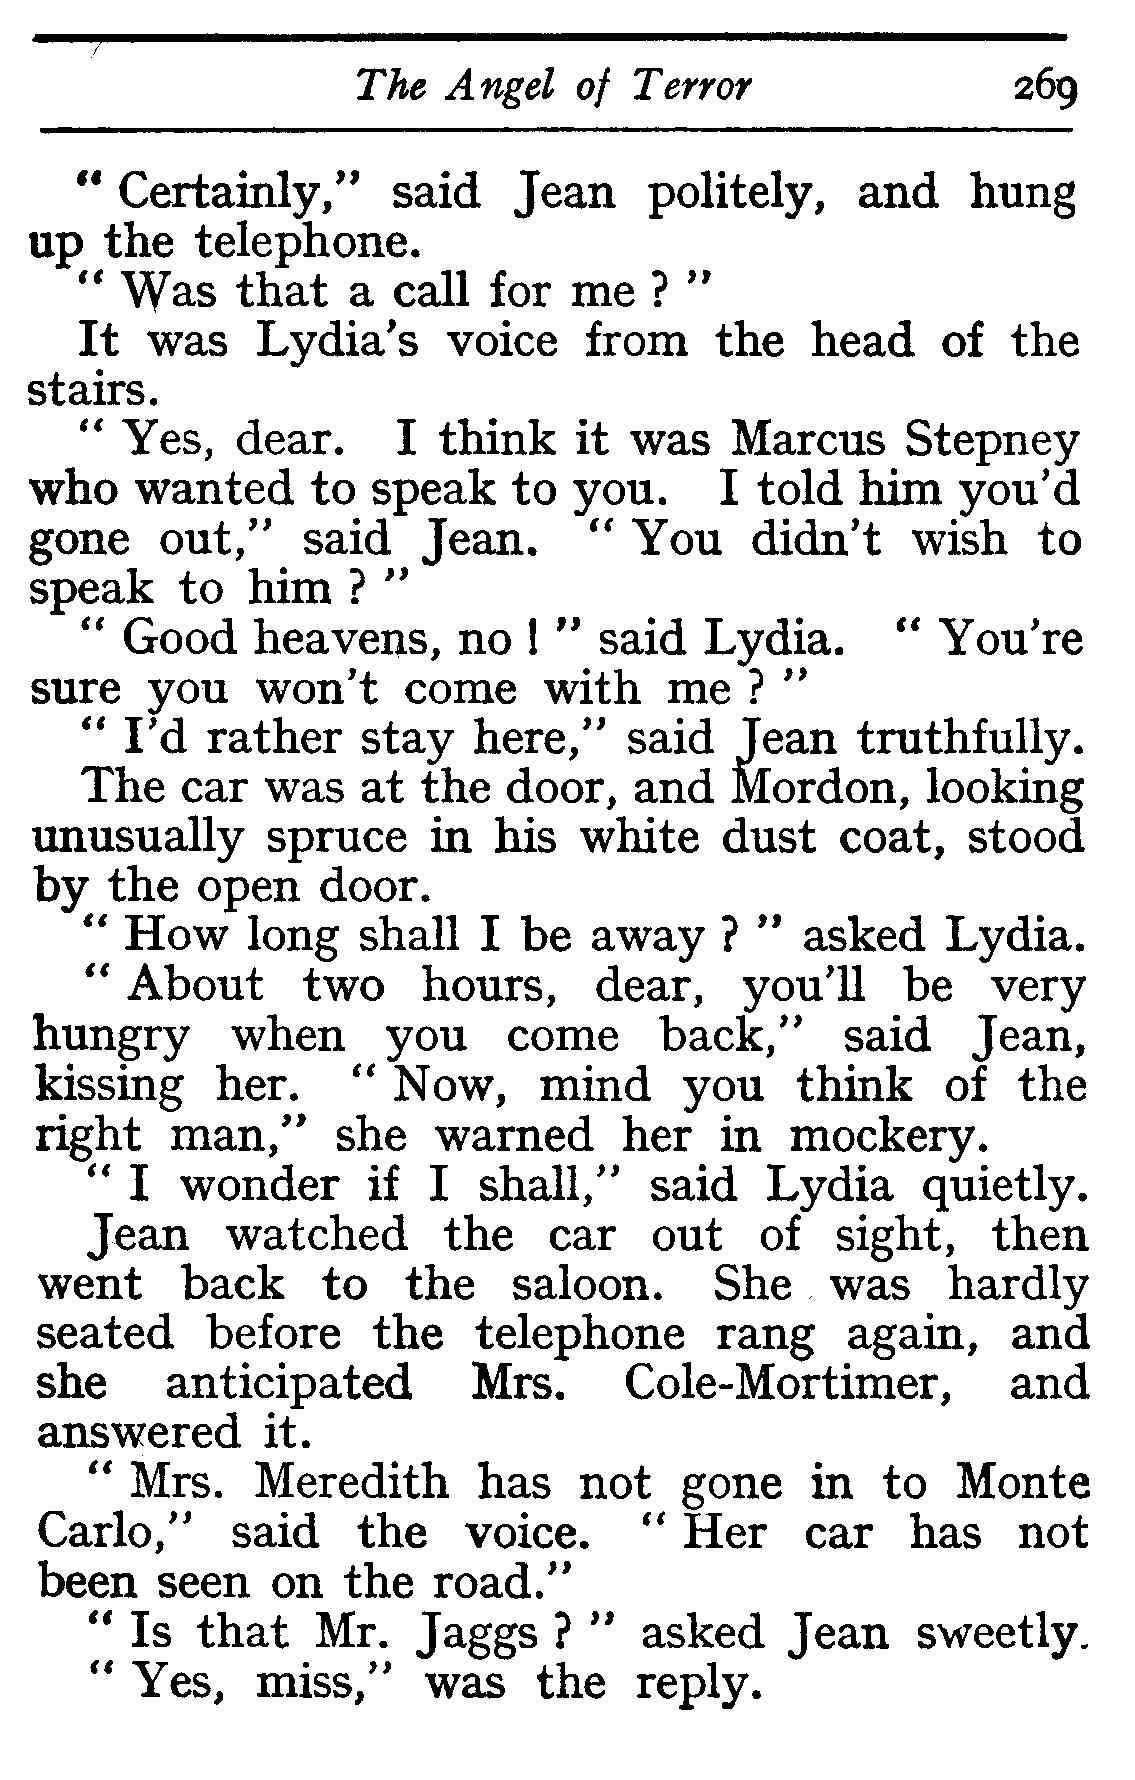 The Angel of Terror 269
“ Certainly,” said Jean politely, and hung
up the telephone.
“ Was that a call for me ? ”
It was Lydia's voice from the head of the
stairs.
“ Yes, dear. I think it was Marcus Stepney
who wanted to speak to you. I told him you'd
gone out,” said Jean. “ You didn't wish to
speak to him ? ”
“ Good heavens, no ! ” said Lydia. “ You're
sure you won't come with me ? ”
“ I'd rather stay here,” said Jean truthfully.
The car was at the door, and Mordon, looking
unusually spruce in his white dust coat, stood
by the open door.
“ How long shall I be away ? ” asked Lydia.
“ About two hours, dear, you'll be very
hungry when you come back,” said Jean,
kissing her. “ Now, mind you think of the
right man,” she warned her in mockery.
“ I wonder if I shall,” said Lydia quietly.
Jean watched the car out of sight, then
went back to the saloon. She was hardly
seated before the telephone rang again, and
she anticipated Mrs. Cole-Mortimer, and
answered it.
“ Mrs. Meredith has not gone in to Monte
Carlo,” said the voice. “ Her car has not
been seen on the road.”
“ Is that Mr. Jaggs ? ” asked Jean sweetly.
“ Yes, miss,” was the reply.